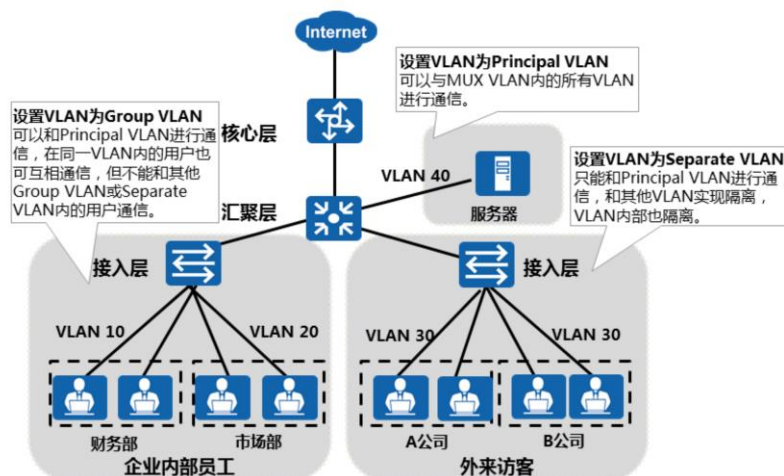 Internet
设置VLAN为Principal VLAN
可以与MUX VLAN内的所有VLAN
进行通信。
设置VLAN为Group VLAN
可以和Principal VLAN进行通
信，在同一VLAN内的用户也
可互相通信，但不能和其他
Group VLAN或Separate
VLAN内的用户通信。
核心层
设置VLAN为Separate VLAN
只能和Principal VLAN进行通
信，和其他VLAN实现隔离，
VLAN内部也隔离。
VLAN 40
服务器
汇聚层
接入层
接入层
VLAN 10
VLAN 20
VLAN 30
VLAN 30
财务部
市场部
A公司
B公司
企业内部员工
外来访客